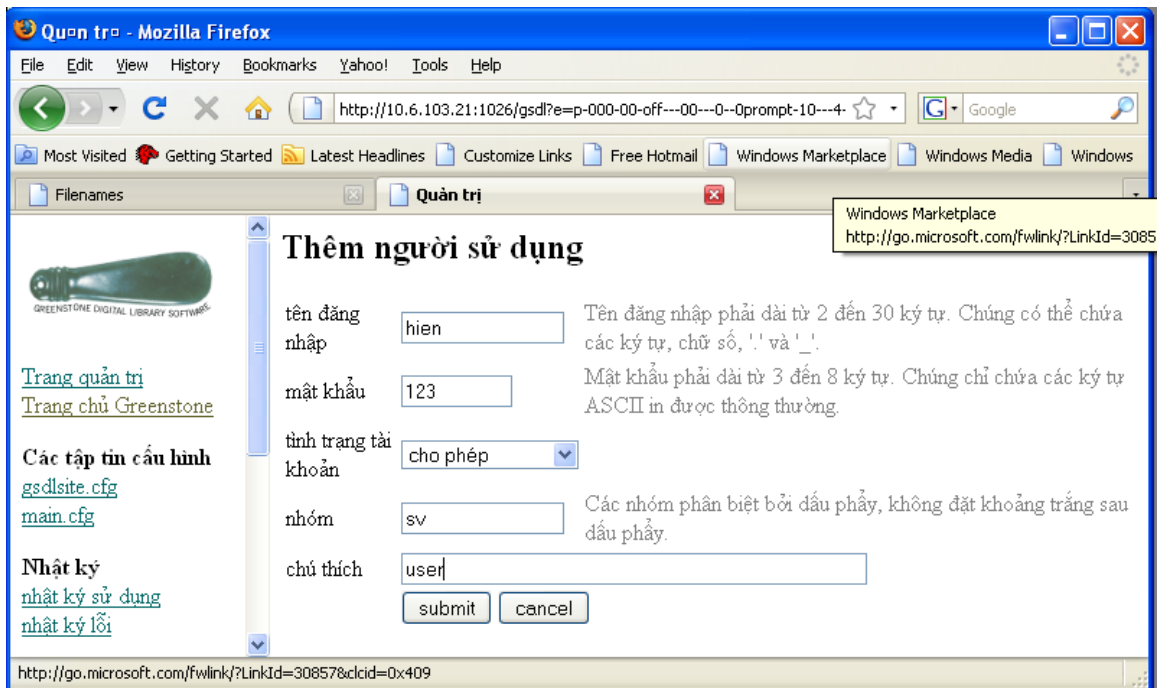 Qu¤n tr¤ - Mozilla Firefox
File Edit View History Bookmarks Yahoo! Tools Help
http://10.6.103.21:1026/gsdl?e=p-000-00-off---00---0--0prompt-10---4- G Google
Most Visited Getting Started Latest Headlines Customize Links Free Hotmail Windows Marketplace Windows Media Windows
Filenames Quản trị
Windows Marketplace
http://go.microsoft.com/fwlink/?LinkId=3085
GREENSTONE DIGITAL LIBRARY SOFTWARE
Trang quản trị
Trang chủ Greenstone
Các tập tin cấu hình
gsdlsite.cfg
main.cfg
Nhật ký
nhật ký sử dụng
nhật ký lỗi
Thêm người sử dụng
tên đăng
nhập
hien
Tên đăng nhập phải dài từ 2 đến 30 ký tự. Chúng có thể chứa
các ký tự, chữ số, '.' và '_'.
mật khẩu
123
Mật khẩu phải dài từ 3 đến 8 ký tự. Chúng chỉ chứa các ký tự
ASCII in được thông thường.
tình trạng tài
khoản
cho phép
nhóm
sv
Các nhóm phân biệt bởi dấu phẩy, không đặt khoảng trắng sau
dấu phẩy.
chú thích
user
submit cancel
http://go.microsoft.com/fwlink/?LinkId=30857&clcid=0x409